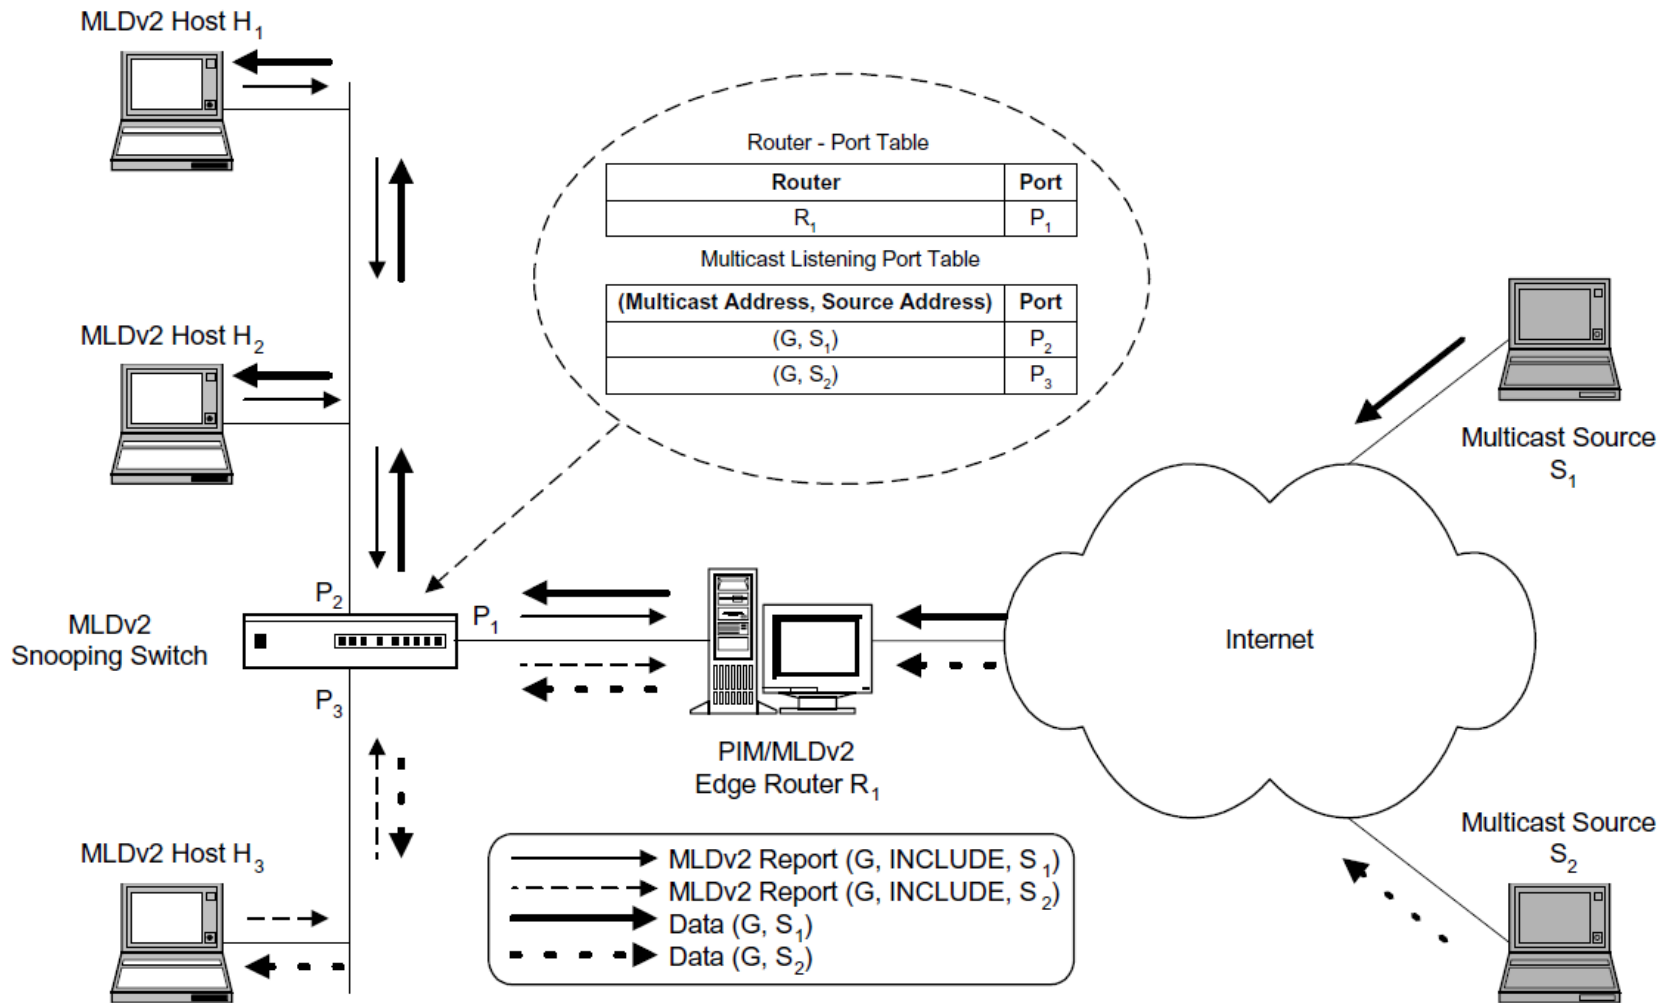 MLDv2 Host H1
Router - Port Table
Router Port
R1 P1
Multicast Listening Port Table
(Multicast Address, Source Address) Port
(G, S1) P2
(G, S2) P3
MLDv2 Host H2
Multicast Source
S1
P2
P1
MLDv2
Snooping Switch
P3
Internet
PIM/MLDv2
Edge Router R1
MLDv2 Host H3
MLDv2 Report (G, INCLUDE, S1)
MLDv2 Report (G, INCLUDE, S2)
Data (G, S1)
Data (G, S2)
Multicast Source
S2